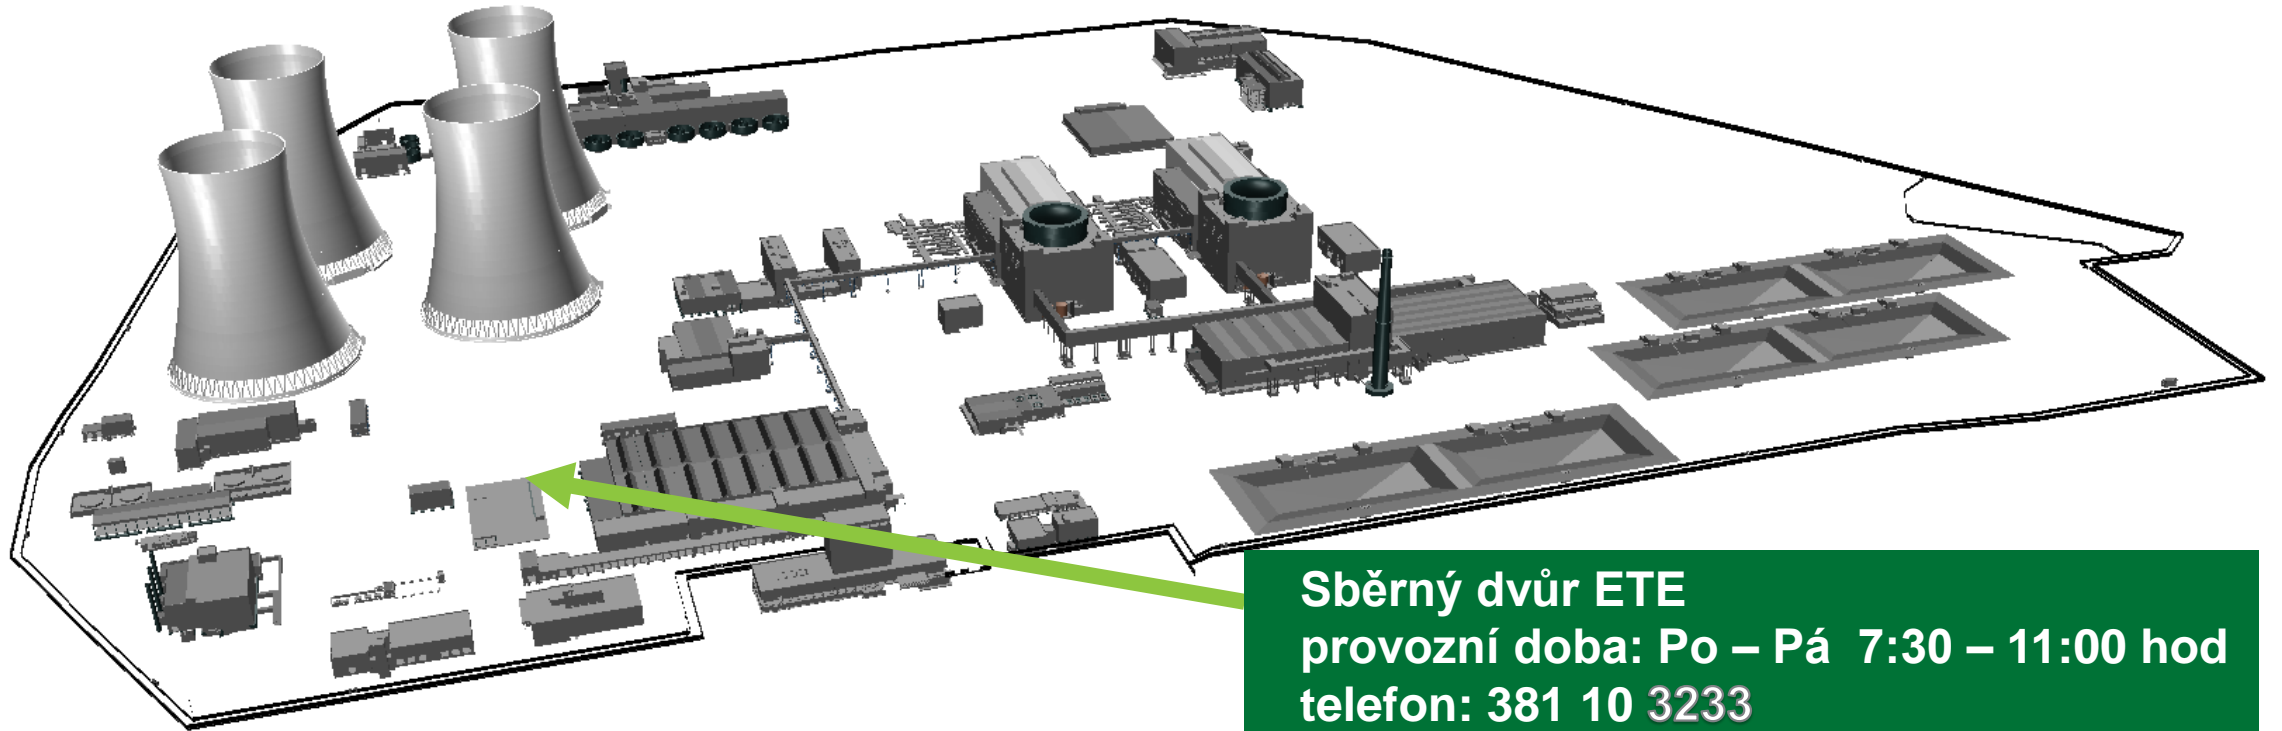 Sběrný dvůr ETE
provozní doba: Po – Pá 7:30 – 11:00 hod
telefon: 381 10 3233